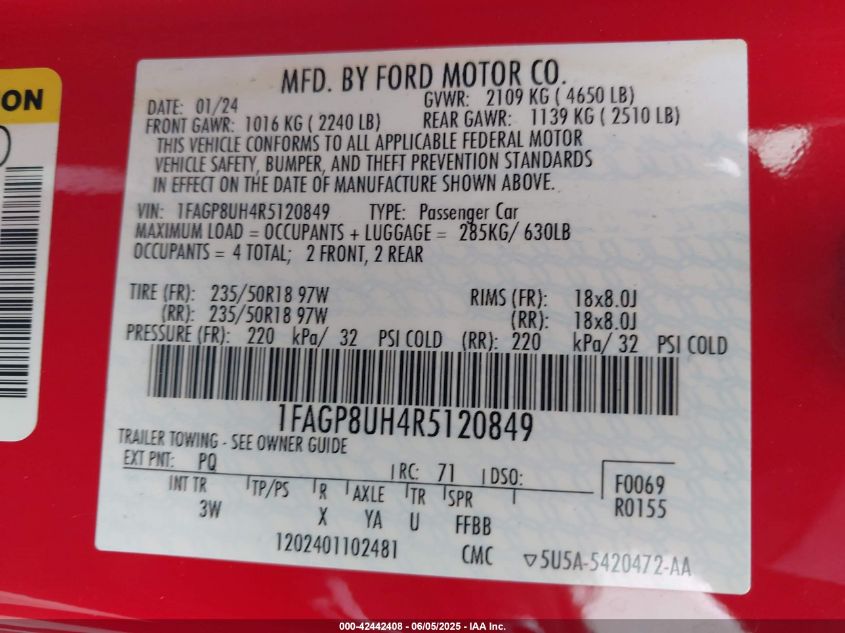 ION
MFD. BY FORD MOTOR CO.
DATE: 01/24 GVWR: 2109 KG ( 4650 LB)
FRONT GAWR: 1016 KG ( 2240 LB) REAR GAWR: 1139 KG ( 2510 LB)
THIS VEHICLE CONFORMS TO ALL APPLICABLE FEDERAL MOTOR
VEHICLE SAFETY, BUMPER, AND THEFT PREVENTION STANDARDS
IN EFFECT ON THE DATE OF MANUFACTURE SHOWN ABOVE.
VIN: 1FAGP8UH4R5120849 TYPE: Passenger Car
MAXIMUM LOAD = OCCUPANTS + LUGGAGE = 285KG/ 630LB
OCCUPANTS = 4 TOTAL; 2 FRONT, 2 REAR
TIRE (FR): 235/50R18 97W RIMS (FR): 18x8.0J
(RR): 235/50R18 97W (RR): 18x8.0J
PRESSURE (FR): 220 kPa/ 32 PSI COLD (RR): 220 kPa/ 32 PSI COLD
1FAGP8UH4R5120849
TRAILER TOWING - SEE OWNER GUIDE
EXT PNT: PQ RC: 71 DSO: F0069
INT TR TP/PS R AXLE TR SPR R0155
3W X YA U FFBB
1202401102481 CMC ▽5U5A-5420472-AA
000-42442408 - 06/05/2025 - IAA Inc.